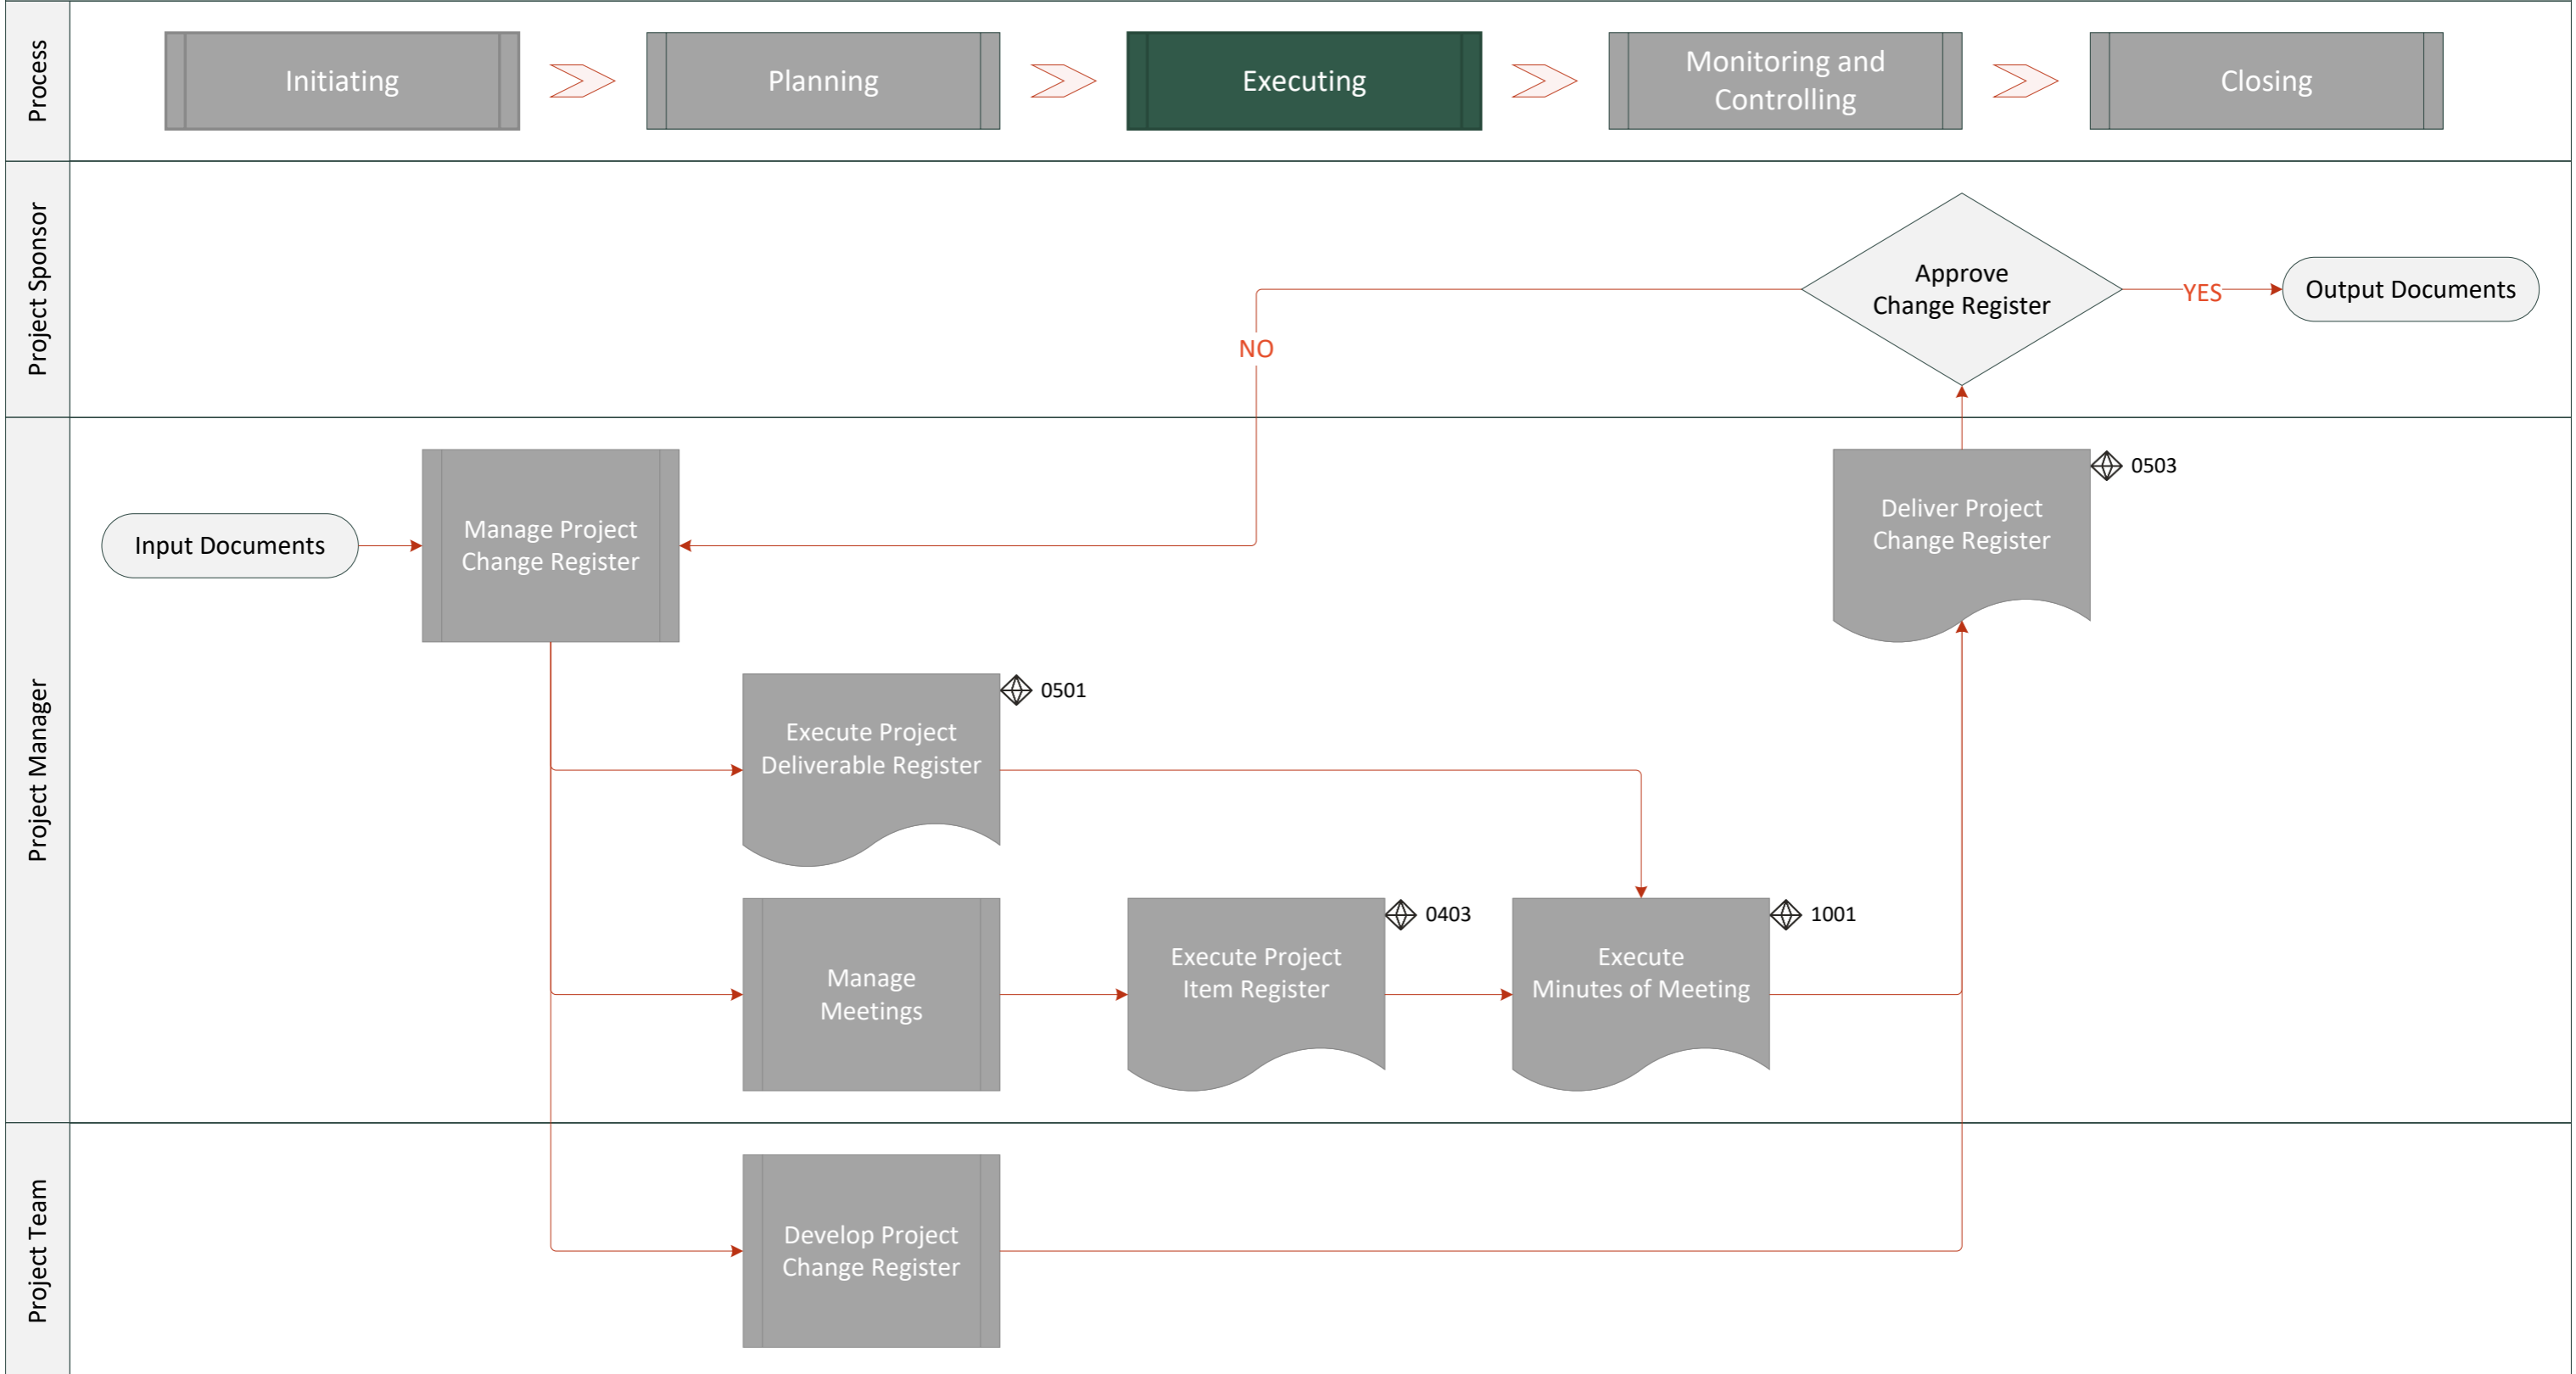 Process
Initiating
Planning
Executing
Monitoring and
Controlling
Closing
Project Sponsor
Approve
Change Register
YES
Output Documents
NO
Project Manager
Input Documents
Manage Project
Change Register
Deliver Project
Change Register
0503
Execute Project
Deliverable Register
0501
Manage
Meetings
Execute Project
Item Register
0403
Execute
Minutes of Meeting
1001
Project Team
Develop Project
Change Register